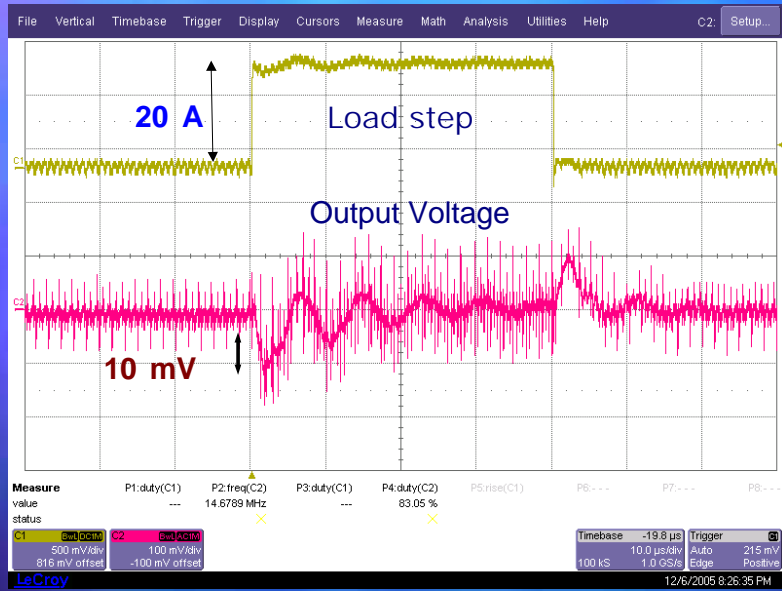 File Vertical Timebase Trigger Display Cursors Measure Math Analysis Utilities Help C2: Setup...
20 A
Load step
C1
Output Voltage
C2
10 mV
Measure P1:duty(C1) P2:freq(C2) P3:duty(C1) P4:duty(C2) P5:rise(C1) P6:--- P7:--- P8:---
value --- 14.6789 MHz --- 83.05 %
status
C1 BwL DC1M
500 mV/div
816 mV offset
C2 BwL AC1M
100 mV/div
-100 mV offset
Timebase -19.8 µs
10.0 µs/div
100 kS 1.0 GS/s
Trigger C1
Auto 215 mV
Edge Positive
LeCroy
12/6/2005 8:26:35 PM